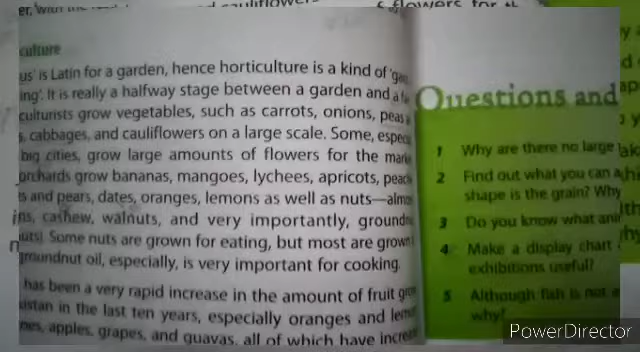 culture
us' is Latin for a garden, hence horticulture is a kind of
ing'. It is really a halfway stage between a garden and a
culturists grow vegetables, such as carrots, onions, peas
s, cabbages, and cauliflowers on a large scale. Some,
big cities, grow large amounts of flowers for the
orchards grow bananas, mangoes, lychees, apricots,
s and pears, dates, oranges, lemons as well as nuts—
cashew, walnuts, and very importantly,
nuts! Some nuts are grown for eating, but most are grown
groundnut oil, especially, is very important for cooking.
has been a very rapid increase in the amount of fruit
in the last ten years, especially oranges and
apples, grapes, and guavas, all of which have
Questions and
1 Why are there no large
2 Find out what you can
shape is the grain? Why
3 Do you know what
4 Make a display chart
exhibitions useful?
5 Although fish is not
why?
PowerDirector